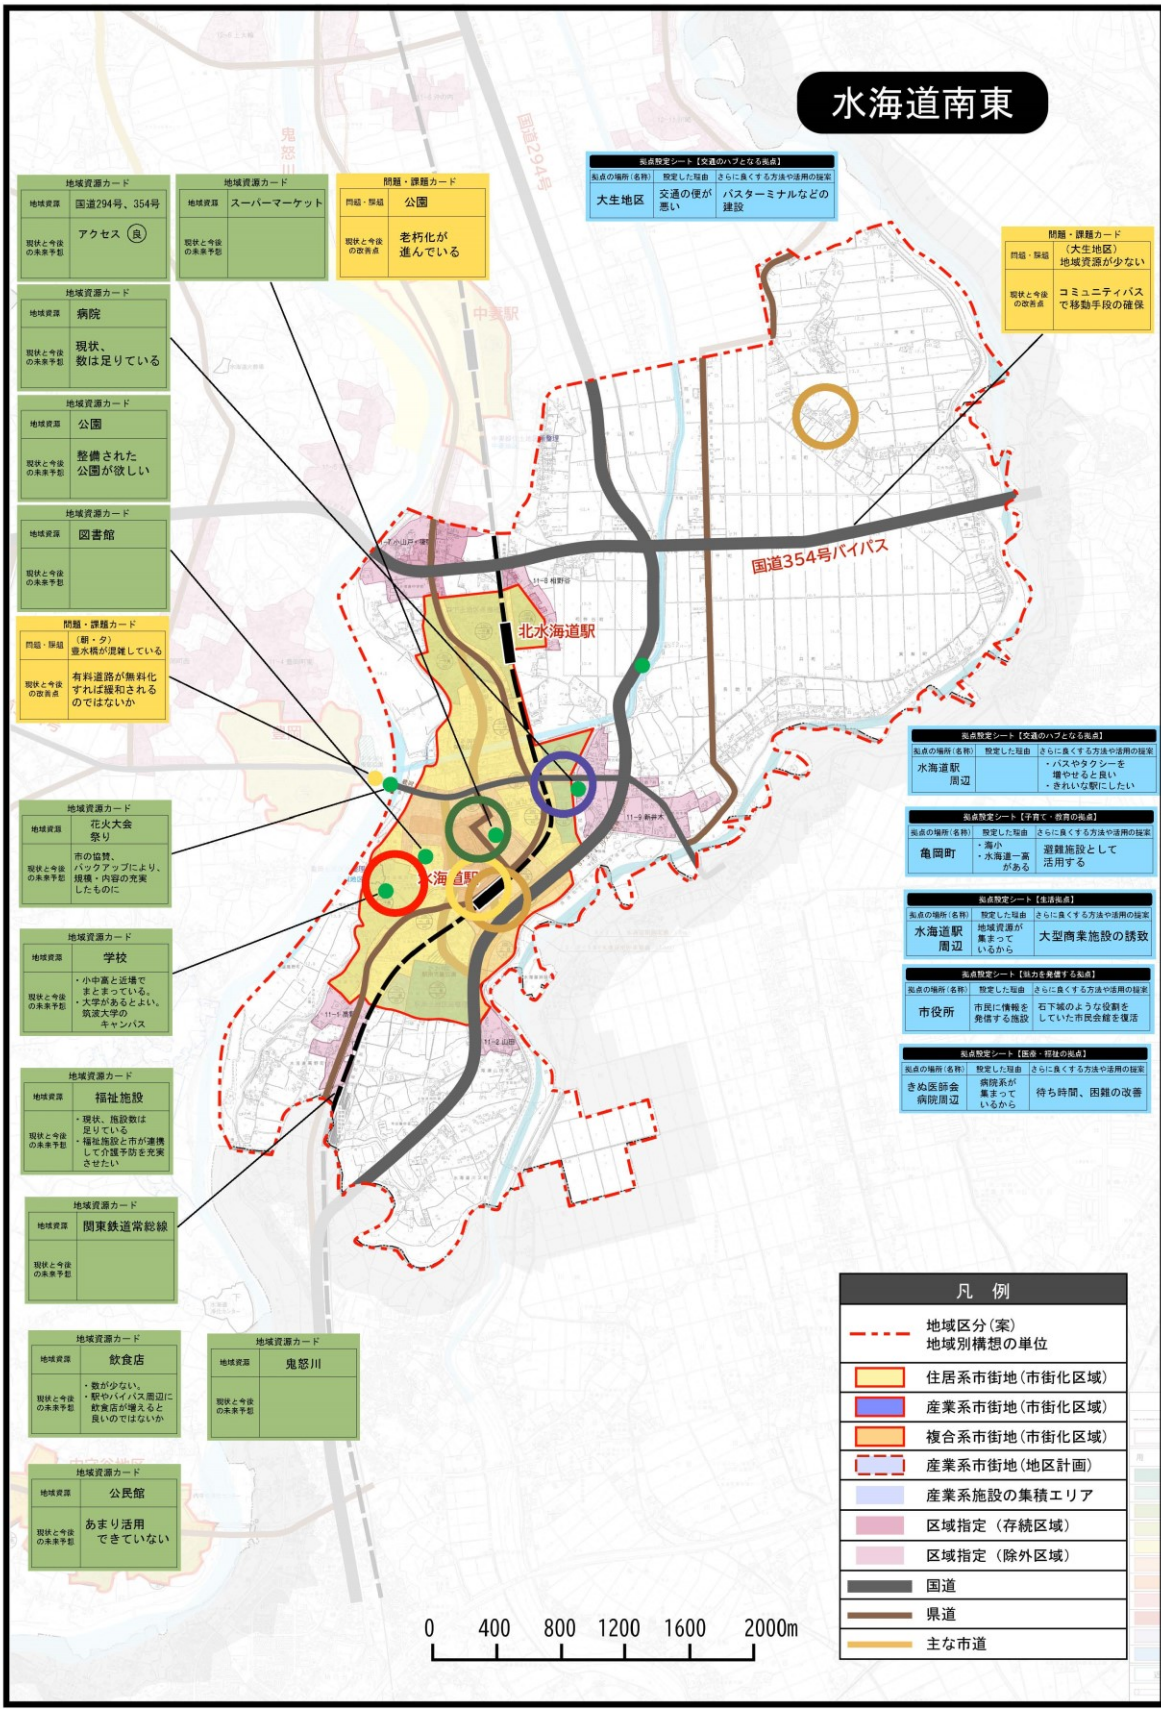 水海道南東
鬼怒川
国道294号
地域資源カード
地域資源 国道294号、354号
現状と今後の未来予想 アクセス 良
地域資源カード
地域資源 スーパーマーケット
現状と今後の未来予想
問題・課題カード
問題・課題 公園
現状と今後の改善点 老朽化が
進んでいる
拠点設定シート【交通のハブとなる拠点】
拠点の場所(名称) 設定した理由 さらに良くする方法や活用の提案
大生地区 交通の便が
悪い
バスターミナルなどの
建設
問題・課題カード
問題・課題 (大生地区)
地域資源が少ない
現状と今後の改善点 コミュニティバス
で移動手段の確保
地域資源カード
地域資源 病院
現状と今後の未来予想 現状、
数は足りている
中妻駅
地域資源カード
地域資源 公園
現状と今後の未来予想 整備された
公園が欲しい
地域資源カード
地域資源 図書館
現状と今後の未来予想
11-7 小山戸・篠
国道354号バイパス
11-8 相野谷
北水海道駅
問題・課題カード
問題・課題 (朝・夕)
豊水橋が混雑している
現状と今後の改善点 有料道路が無料化
すれば緩和される
のではないか
豊岡
拠点設定シート【交通のハブとなる拠点】
拠点の場所(名称) 設定した理由 さらに良くする方法や活用の提案
水海道駅
周辺
・バスやタクシーを
増やせると良い
・きれいな駅にしたい
地域資源カード
地域資源 花火大会
祭り
現状と今後の未来予想 市の協賛、
バックアップにより、
規模・内容の充実
したものに
11-9 新井木
拠点設定シート【子育て・教育の拠点】
拠点の場所(名称) 設定した理由 さらに良くする方法や活用の提案
亀岡町 ・海小
・水海道一高
がある
避難施設として
活用する
水海道駅
拠点設定シート【生活拠点】
拠点の場所(名称) 設定した理由 さらに良くする方法や活用の提案
水海道駅
周辺
地域資源が
集まって
いるから
大型商業施設の誘致
地域資源カード
地域資源 学校
現状と今後の未来予想 ・小中高と近場で
まとまっている。
・大学があるとよい。
筑波大学の
キャンパス
拠点設定シート【魅力を発信する拠点】
拠点の場所(名称) 設定した理由 さらに良くする方法や活用の提案
市役所 市民に情報を
発信する施設
石下城のような役割を
していた市民会館を復活
11-2 山田
拠点設定シート【医療・福祉の拠点】
拠点の場所(名称) 設定した理由 さらに良くする方法や活用の提案
きぬ医師会
病院周辺
病院系が
集まって
いるから
待ち時間、困難の改善
地域資源カード
地域資源 福祉施設
現状と今後の未来予想 ・現状、施設数は
足りている
・福祉施設と市が連携
して介護予防を充実
させたい
地域資源カード
地域資源 関東鉄道常総線
現状と今後の未来予想
地域資源カード
地域資源 飲食店
現状と今後の未来予想 ・数が少ない。
・駅やバイパス周辺に
飲食店が増えると
良いのではないか
地域資源カード
地域資源 鬼怒川
現状と今後の未来予想
地域資源カード
地域資源 公民館
現状と今後の未来予想 あまり活用
できていない
凡 例
地域区分(案)
地域別構想の単位
住居系市街地(市街化区域)
産業系市街地(市街化区域)
複合系市街地(市街化区域)
産業系市街地(地区計画)
産業系施設の集積エリア
区域指定(存続区域)
区域指定(除外区域)
国道
県道
主な市道
0 400 800 1200 1600 2000m